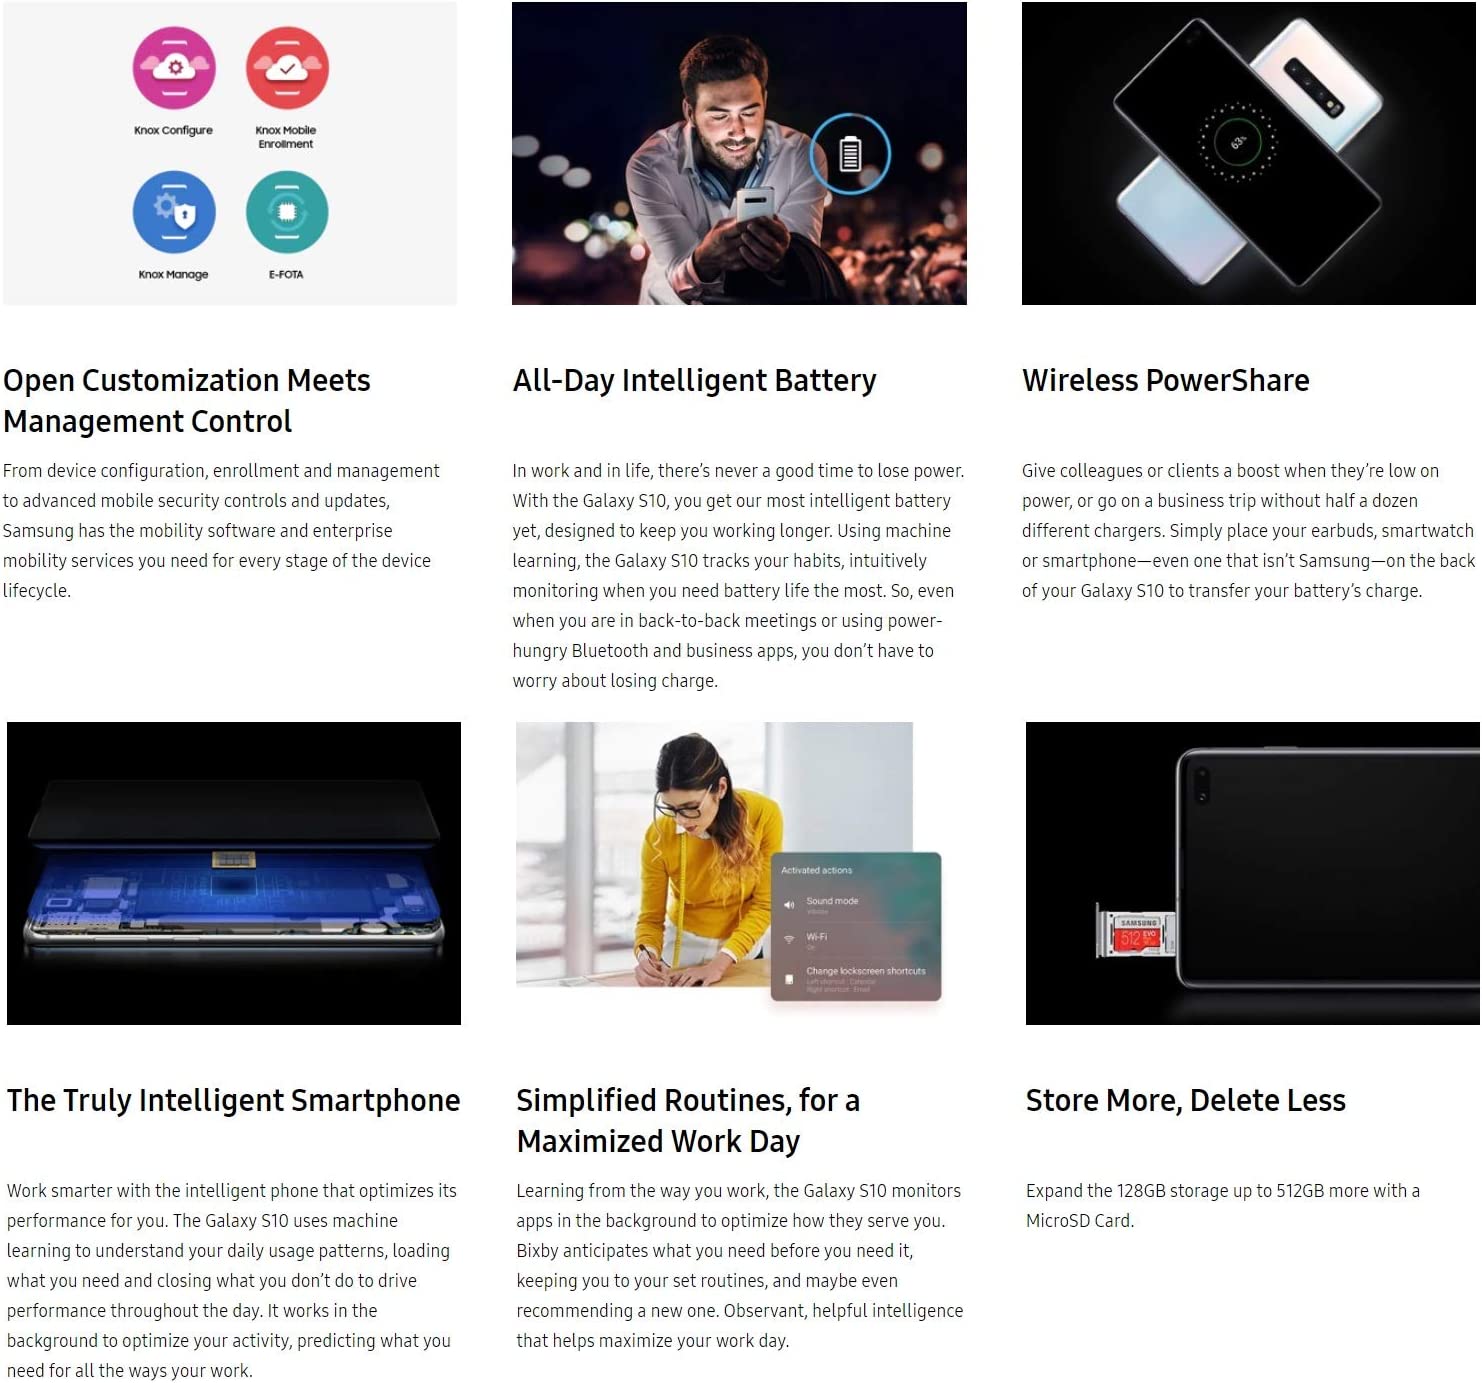 Knox Configure
Knox Mobile
Enrollment
Knox Manage
E-FOTA
63%
Open Customization Meets
Management Control
From device configuration, enrollment and management
to advanced mobile security controls and updates,
Samsung has the mobility software and enterprise
mobility services you need for every stage of the device
lifecycle.
All-Day Intelligent Battery
In work and in life, there’s never a good time to lose power.
With the Galaxy S10, you get our most intelligent battery
yet, designed to keep you working longer. Using machine
learning, the Galaxy S10 tracks your habits, intuitively
monitoring when you need battery life the most. So, even
when you are in back-to-back meetings or using power-
hungry Bluetooth and business apps, you don’t have to
worry about losing charge.
Wireless PowerShare
Give colleagues or clients a boost when they’re low on
power, or go on a business trip without half a dozen
different chargers. Simply place your earbuds, smartwatch
or smartphone—even one that isn’t Samsung—on the back
of your Galaxy S10 to transfer your battery’s charge.
Activated actions
Sound mode
Vibrate
Wi-Fi
On
Change lockscreen shortcuts
Left shortcut : Calendar
Right shortcut : Email
SAMSUNG
512 EVO
The Truly Intelligent Smartphone
Work smarter with the intelligent phone that optimizes its
performance for you. The Galaxy S10 uses machine
learning to understand your daily usage patterns, loading
what you need and closing what you don’t do to drive
performance throughout the day. It works in the
background to optimize your activity, predicting what you
need for all the ways your work.
Simplified Routines, for a
Maximized Work Day
Learning from the way you work, the Galaxy S10 monitors
apps in the background to optimize how they serve you.
Bixby anticipates what you need before you need it,
keeping you to your set routines, and maybe even
recommending a new one. Observant, helpful intelligence
that helps maximize your work day.
Store More, Delete Less
Expand the 128GB storage up to 512GB more with a
MicroSD Card.